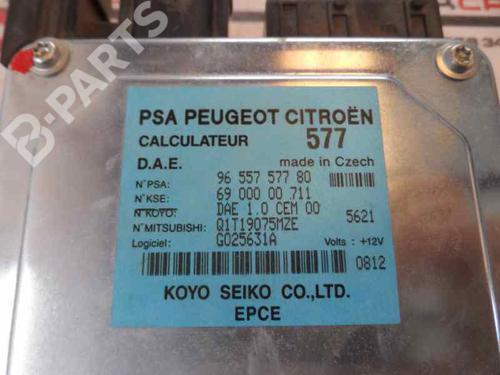 PSA PEUGEOT CITROËN
CALCULATEUR 577
D.A.E. made in Czech
N°PSA: 96 557 577 80
N°KSE: 69 000 00 711
N°KOYO: DAE 1.0 CEM 00 5621
N°MITSUBISHI: Q1T19075MZE
Logiciel: G025631A Volts : +12V
0812
KOYO SEIKO CO.,LTD.
EPCE
B-PARTS